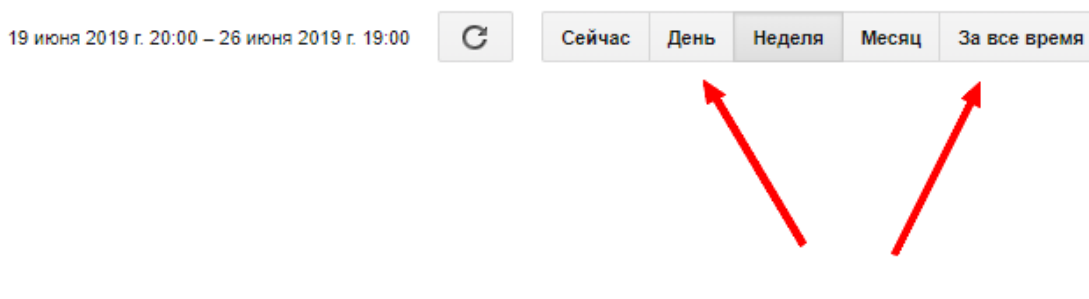 19 июня 2019 г. 20:00 – 26 июня 2019 г. 19:00 Сейчас День Неделя Месяц За все время